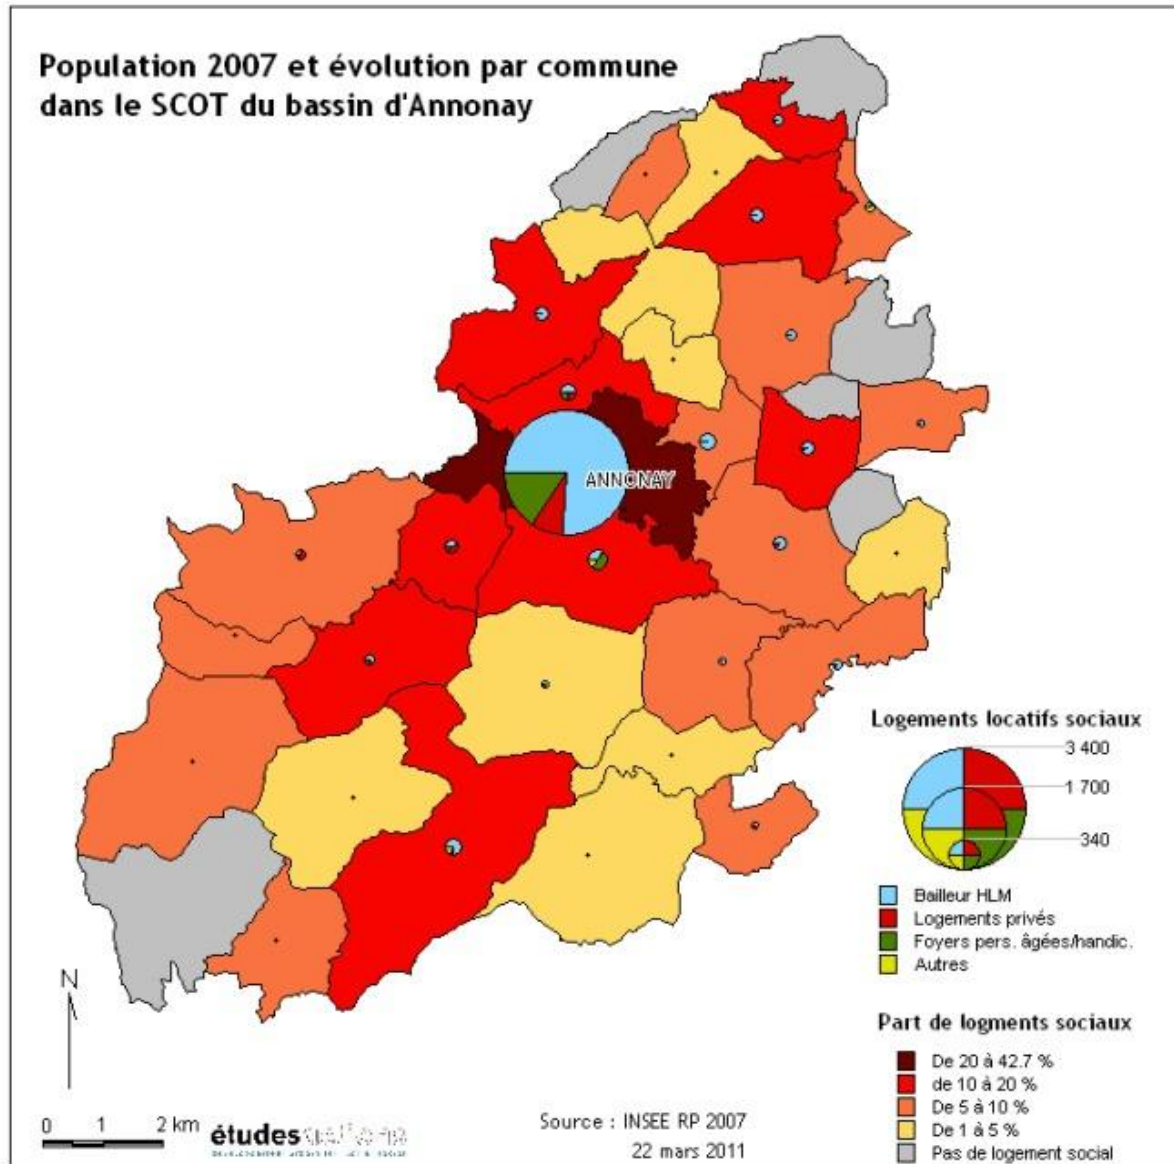 Population 2007 et évolution par commune
dans le SCOT du bassin d'Annonay
ANNONAY
Logements locatifs sociaux
3 400
1 700
340
Bailleur HLM
Logements privés
Foyers pers. âgées/handic.
Autres
Part de logments sociaux
De 20 à 42.7 %
de 10 à 20 %
De 5 à 10 %
De 1 à 5 %
Pas de logement social
N
0 1 2 km
études
Source : INSEE RP 2007
22 mars 2011